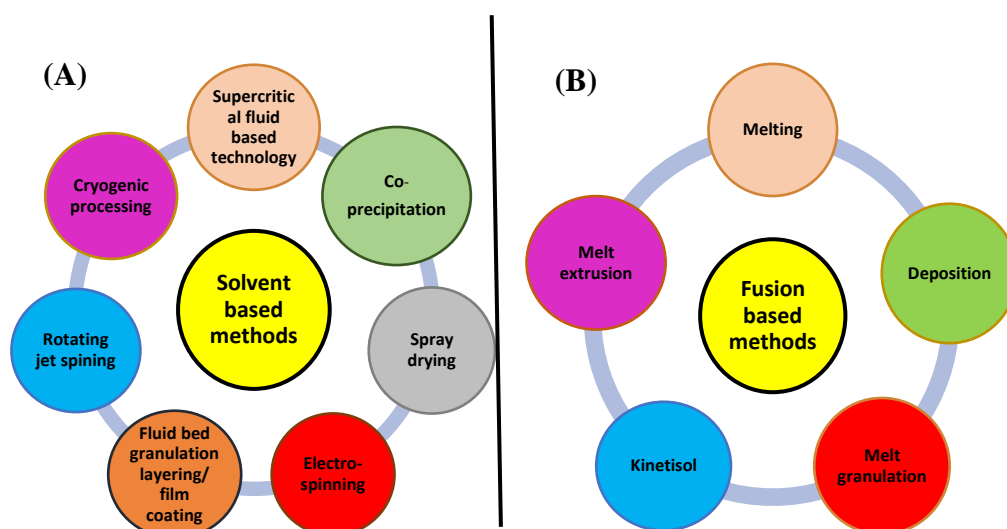 (A)
Supercritic
al fluid
based
technology
Co-
precipitation
Spray
drying
Electro-
spinning
Fluid bed
granulation
layering/
film
coating
Rotating
jet spining
Cryogenic
processing
Solvent
based
methods
(B)
Melting
Deposition
Melt
granulation
Kinetisol
Melt
extrusion
Fusion
based
methods